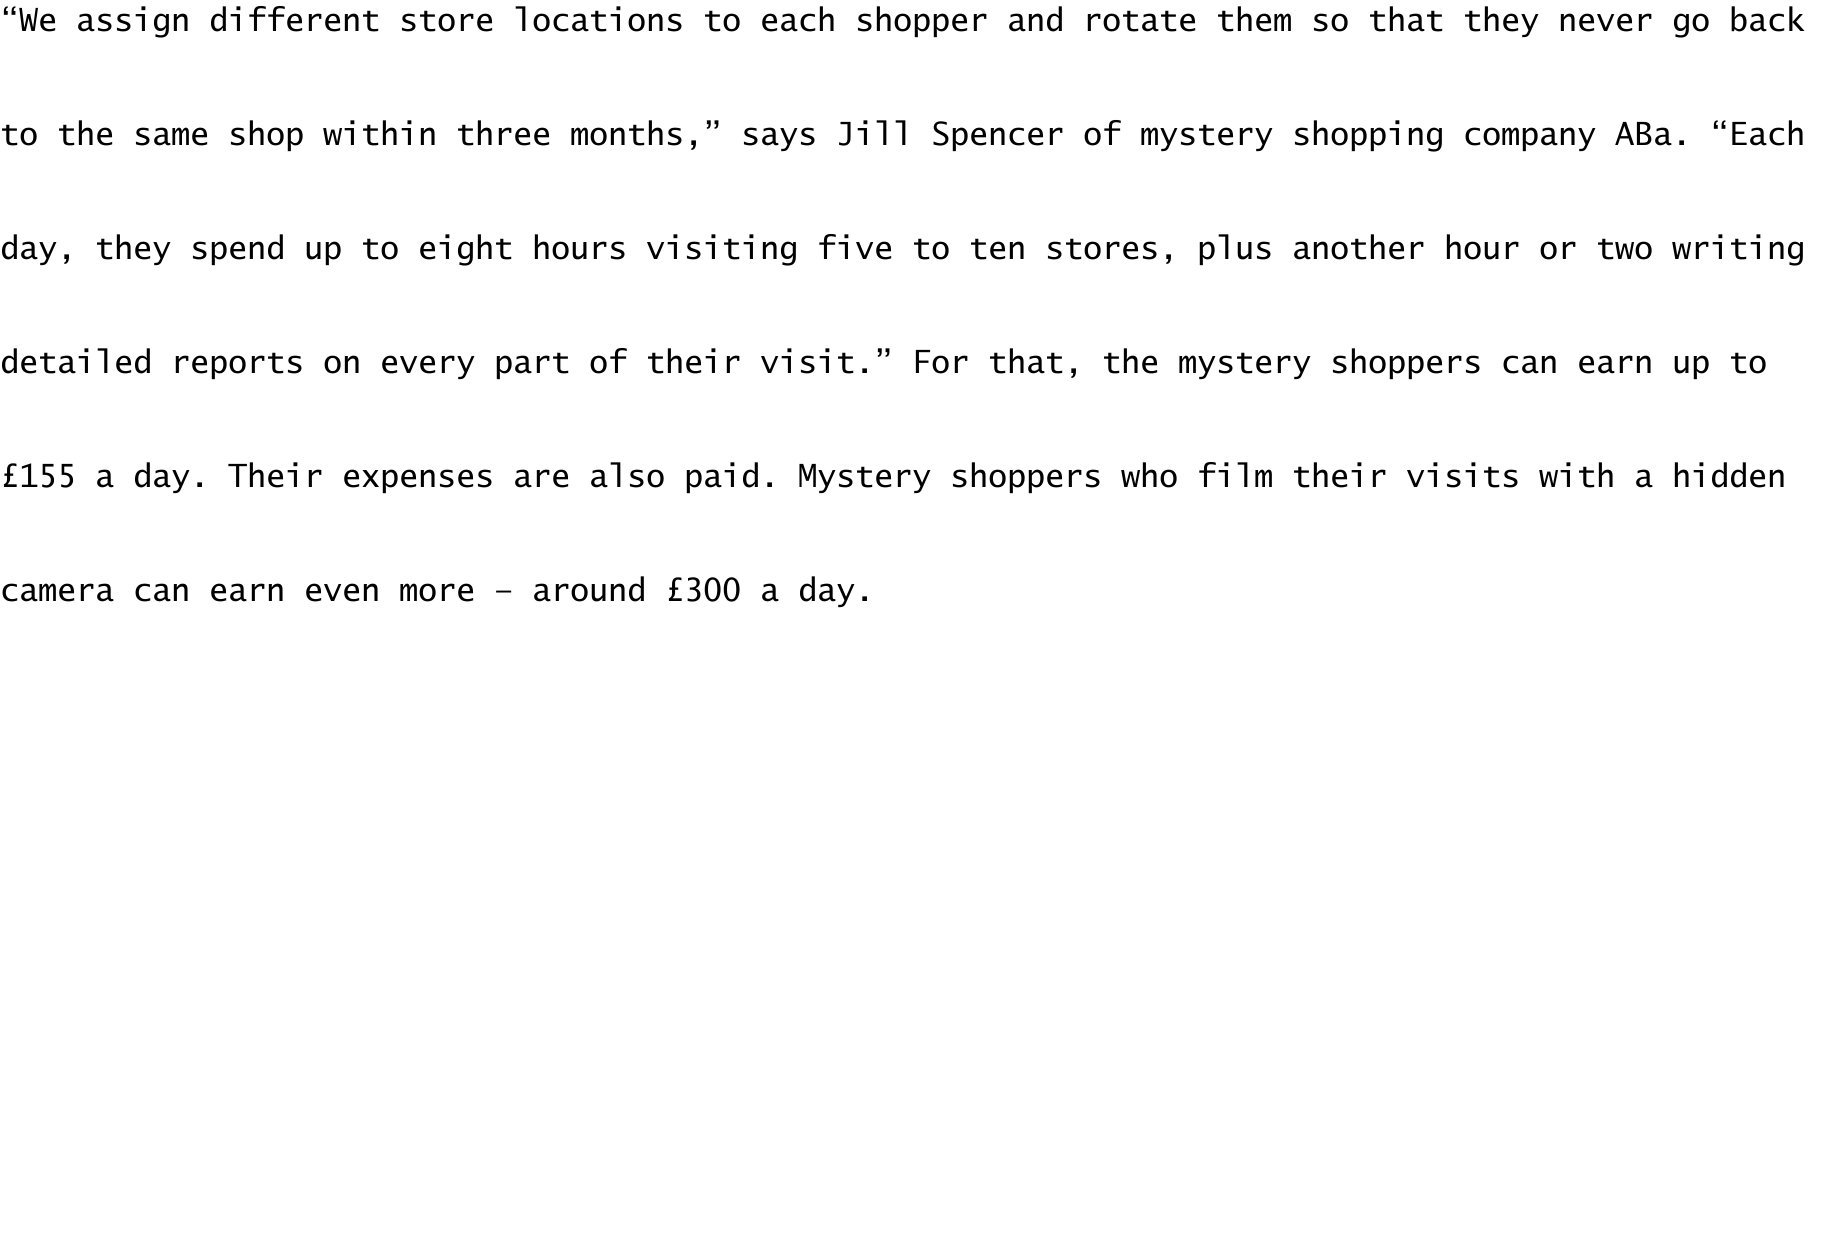 “We assign different store locations to each shopper and rotate them so that they never go back
to the same shop within three months,” says Jill Spencer of mystery shopping company ABa. “Each
day, they spend up to eight hours visiting five to ten stores, plus another hour or two writing
detailed reports on every part of their visit.” For that, the mystery shoppers can earn up to
£155 a day. Their expenses are also paid. Mystery shoppers who film their visits with a hidden
camera can earn even more – around £300 a day.